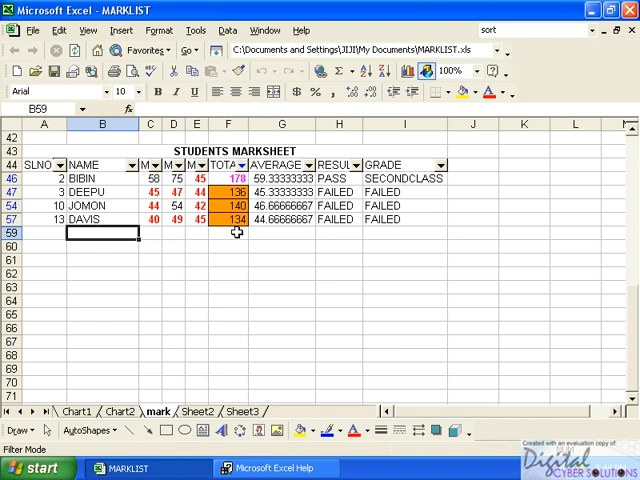 Microsoft Excel - MARKLIST
File Edit View Insert Format Tools Data Window Help sort
Favorites Go C:\Documents and Settings\JIJI\My Documents\MARKLIST.xls
Σ 100%
Arial 10 B I U $ %
B59 fx
A B C D E F G H I J K L M
42
43 STUDENTS MARKSHEET
44 SLNO NAME M M M TOTA AVERAGE RESUL GRADE
46 2 BIBIN 58 75 45 178 59.33333333 PASS SECONDCLASS
47 3 DEEPU 45 47 44 136 45.33333333 FAILED FAILED
54 10 JOMON 44 54 42 140 46.66666667 FAILED FAILED
57 13 DAVIS 40 49 45 134 44.66666667 FAILED FAILED
59
60
61
62
63
64
65
66
67
68
69
70
71
Chart1 Chart2 mark Sheet2 Sheet3
Draw AutoShapes
Filter Mode
Created with an evaluation copy of
NUM
Digital
CYBER SOLUTIONS
start MARKLIST Microsoft Excel Help